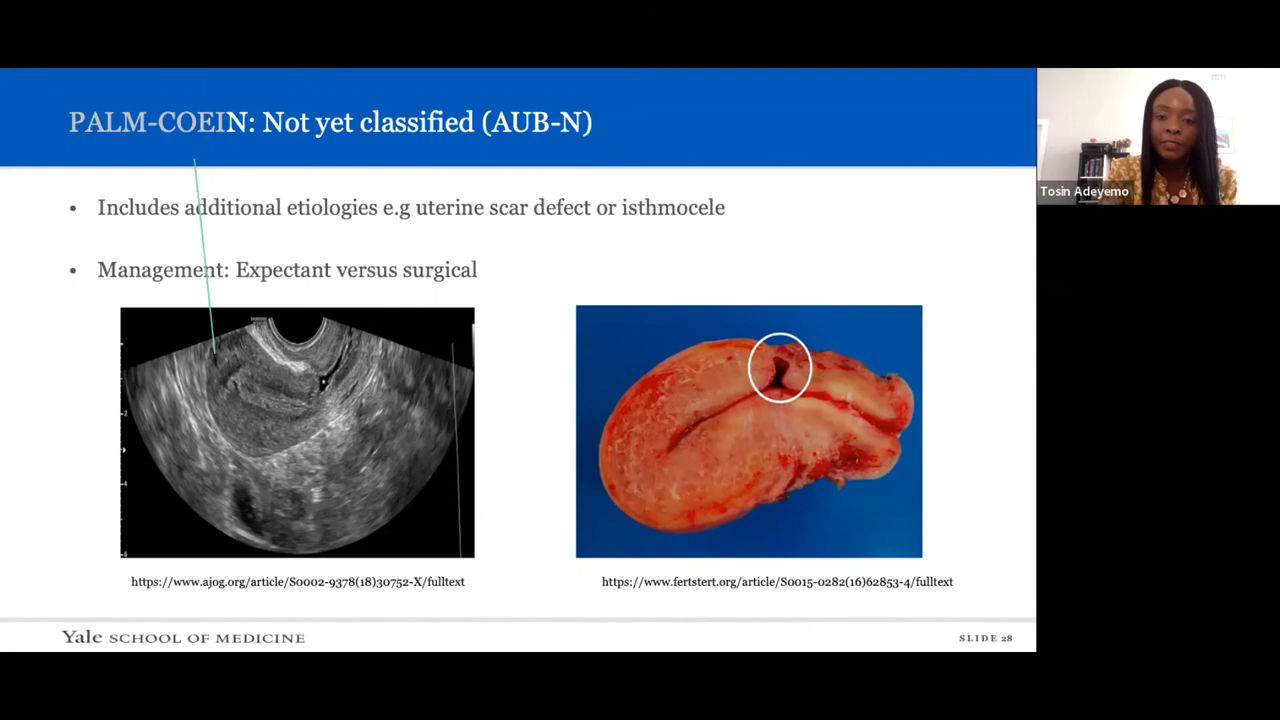 PALM-COEIN: Not yet classified (AUB-N)
• Includes additional etiologies e.g uterine scar defect or isthmocele
• Management: Expectant versus surgical
https://www.ajog.org/article/S0002-9378(18)30752-X/fulltext
https://www.fertstert.org/article/S0015-0282(16)62853-4/fulltext
Yale SCHOOL OF MEDICINE
SLIDE 28
Tosin Adeyemo